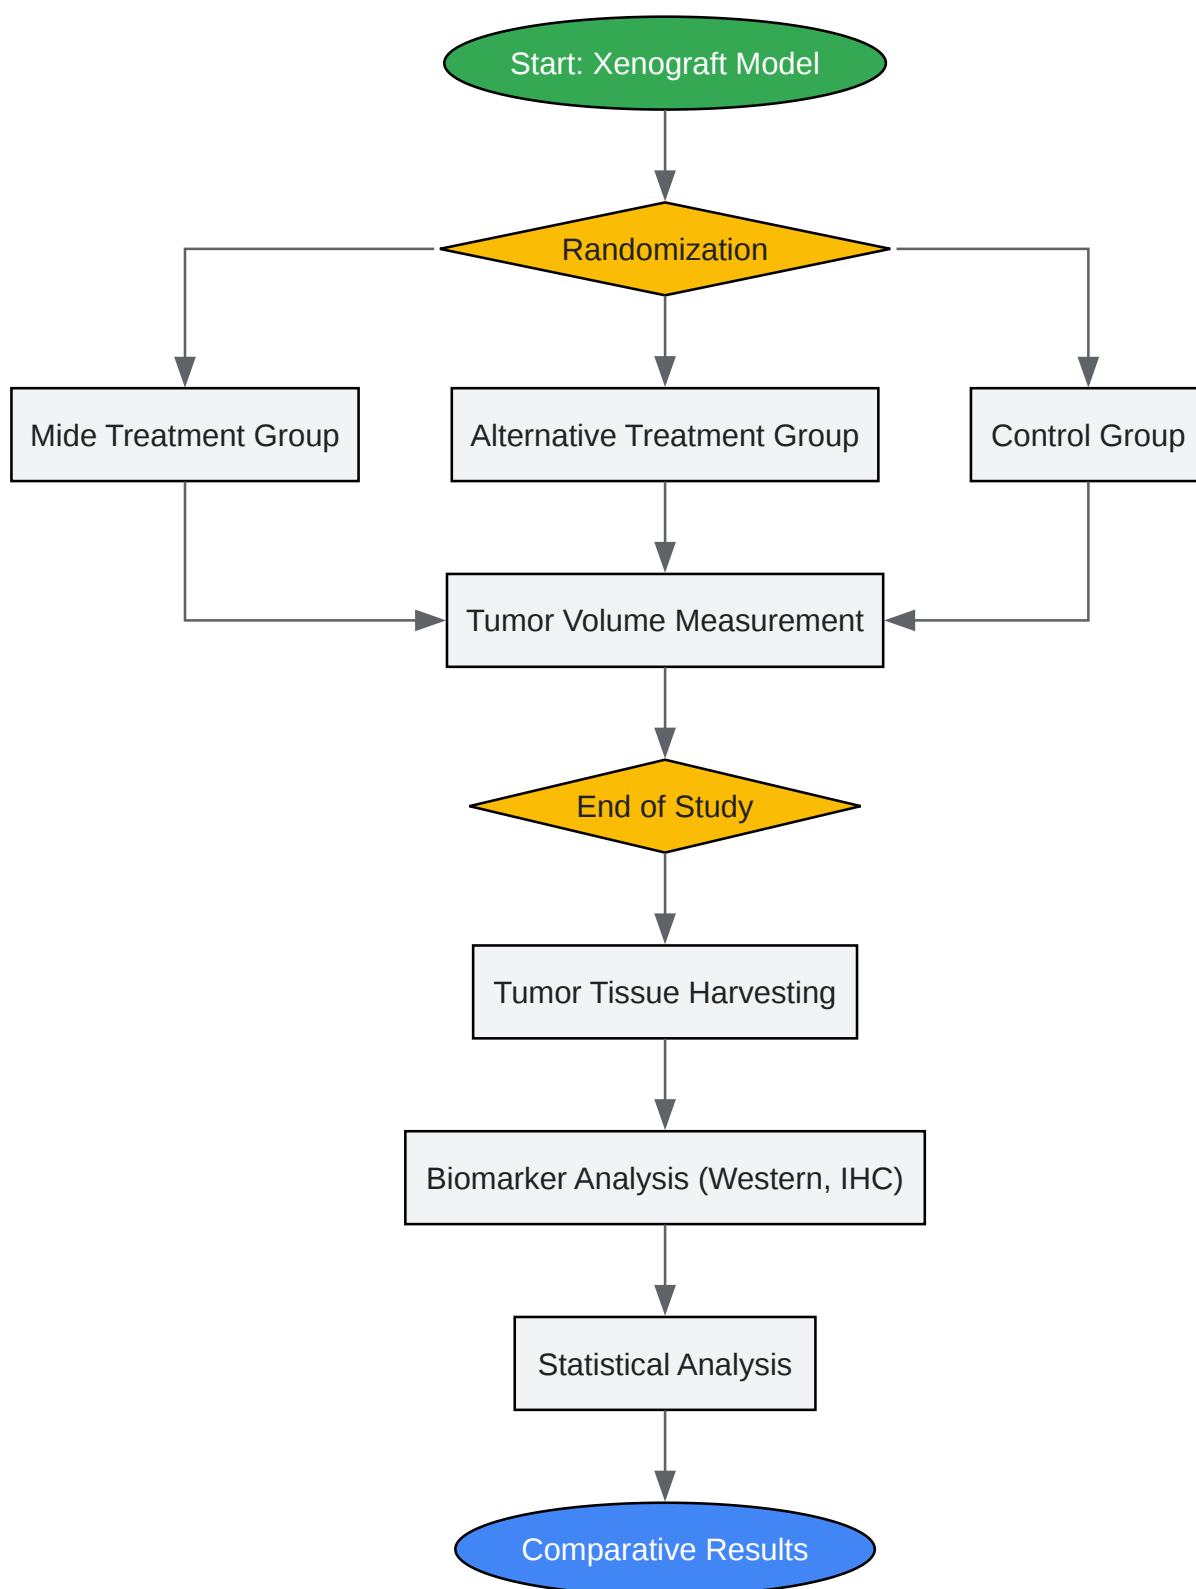 Start: Xenograft Model
Randomization
Mide Treatment Group
Alternative Treatment Group
Control Group
Tumor Volume Measurement
End of Study
Tumor Tissue Harvesting
Biomarker Analysis (Western, IHC)
Statistical Analysis
Comparative Results